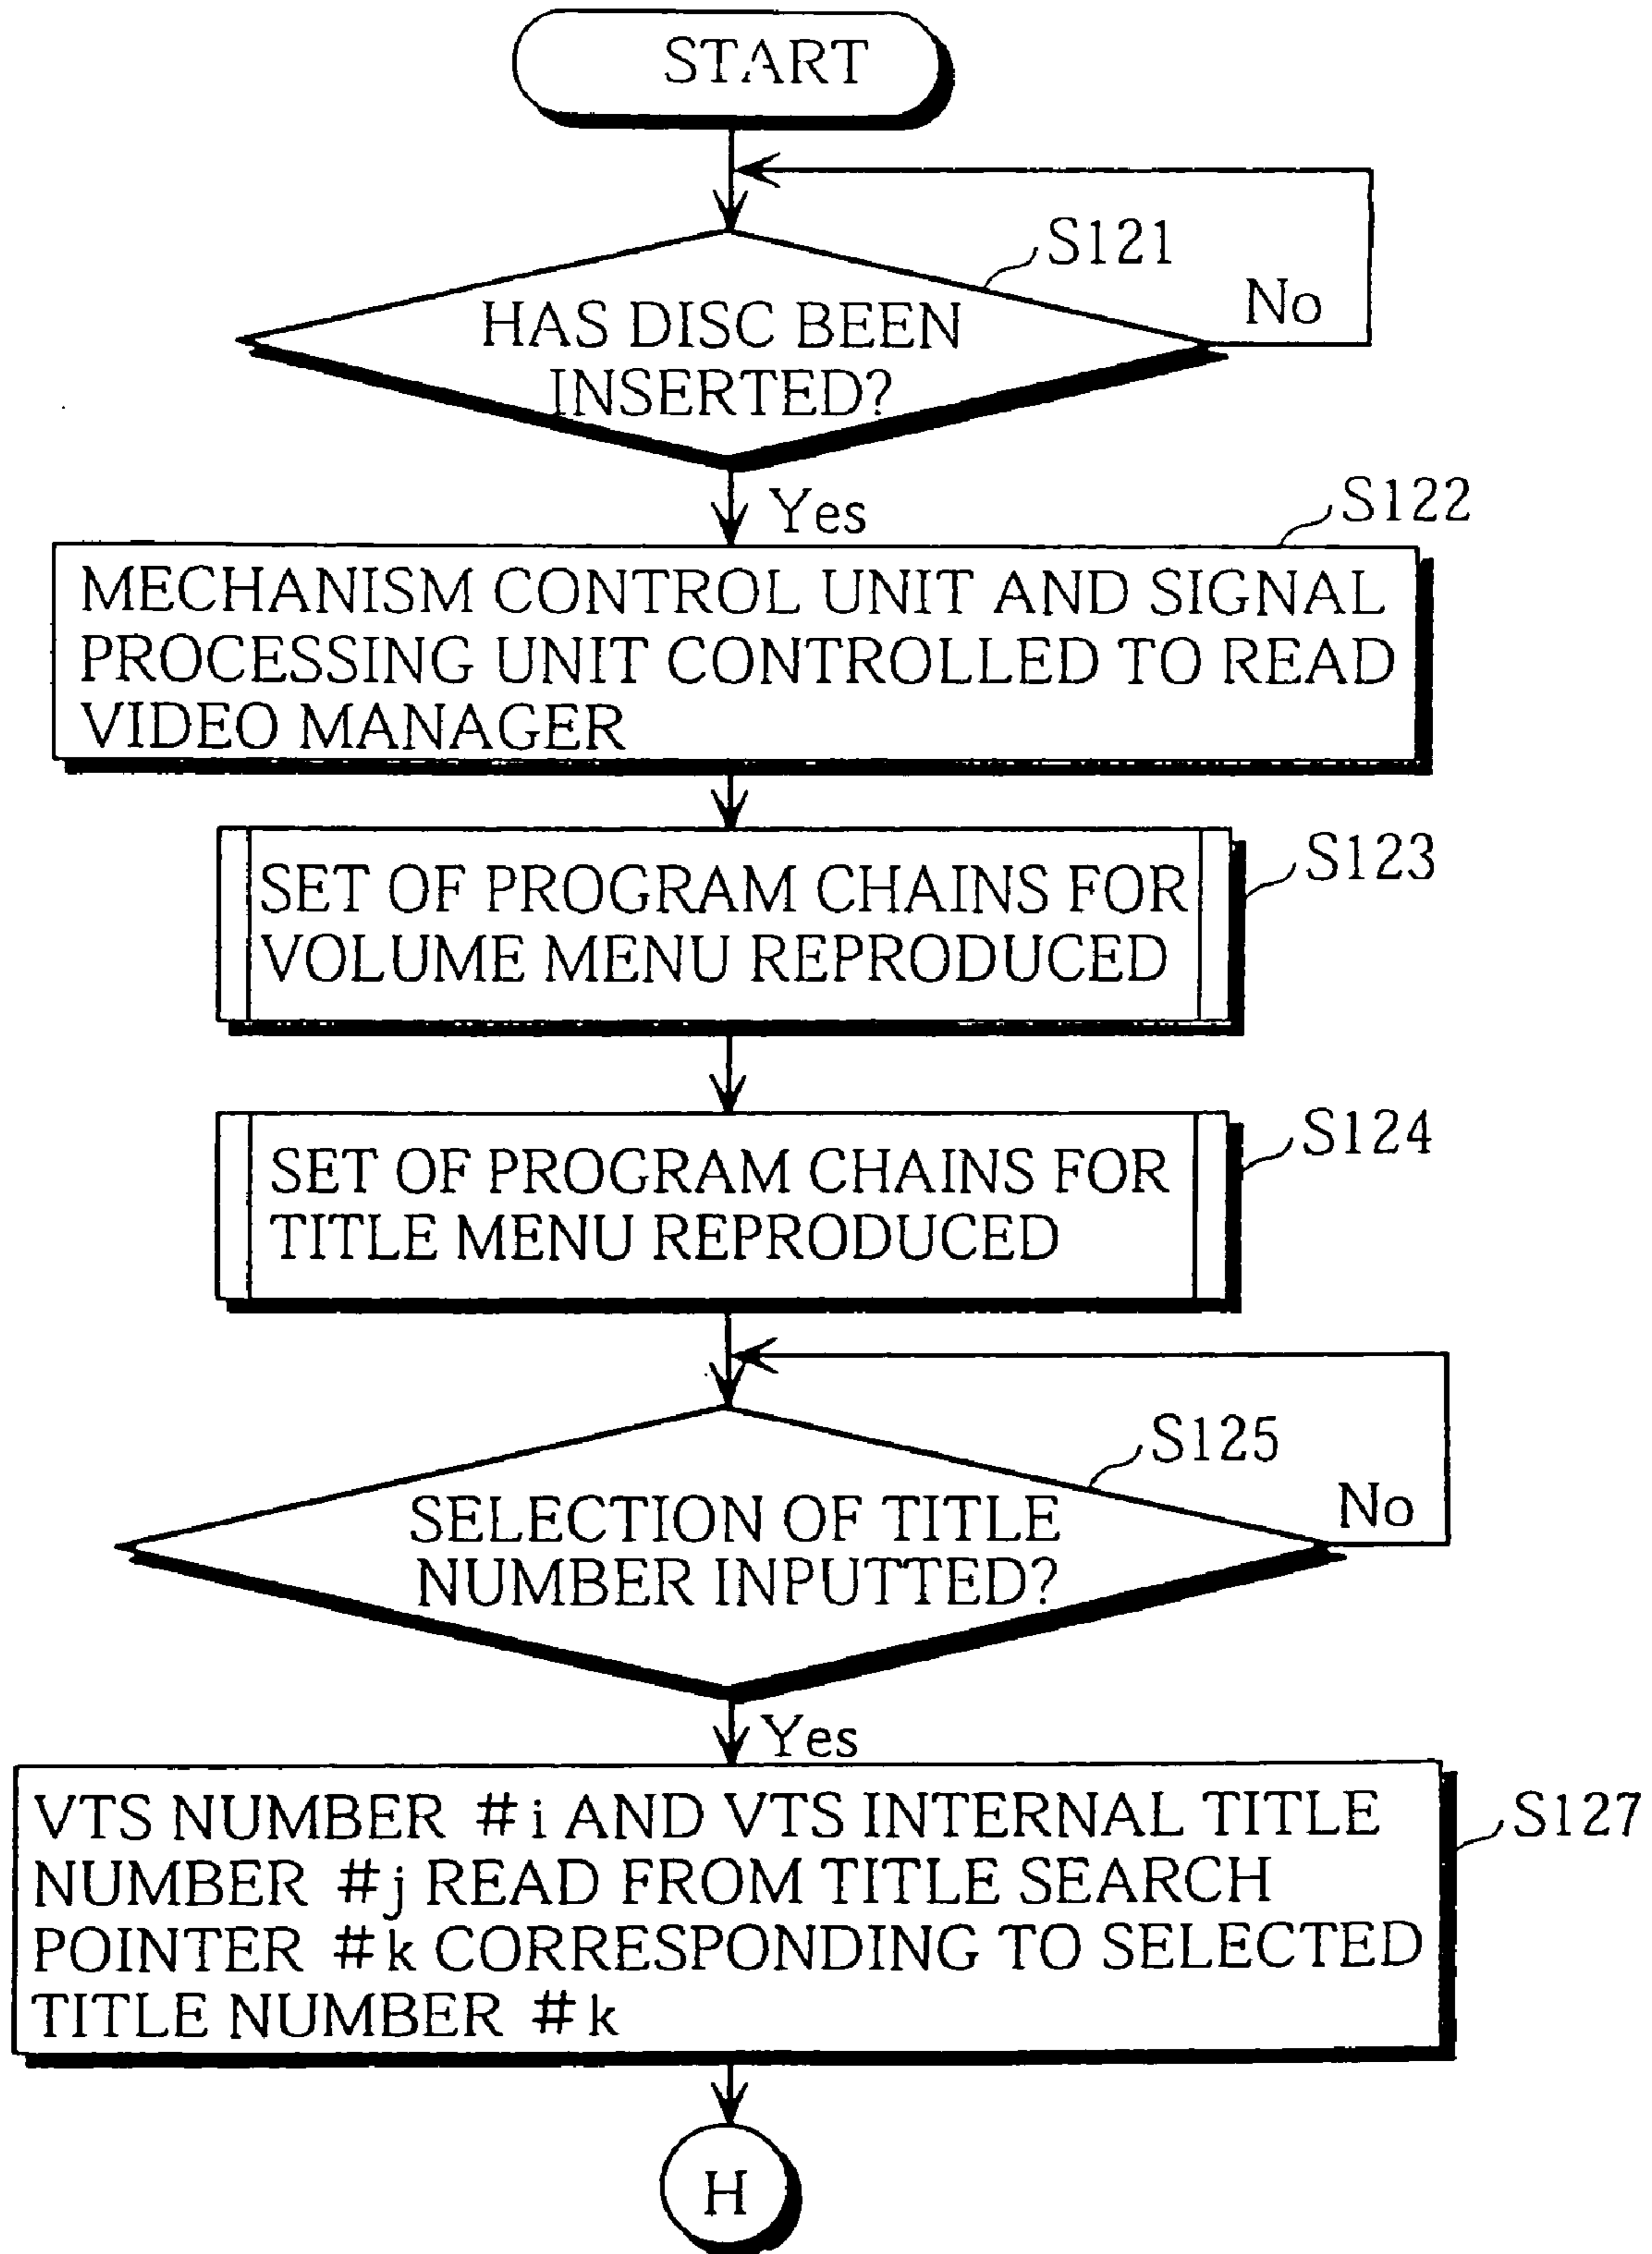 START
S121
No
HAS DISC BEEN
INSERTED?
Yes
S122
MECHANISM CONTROL UNIT AND SIGNAL
PROCESSING UNIT CONTROLLED TO READ
VIDEO MANAGER
S123
SET OF PROGRAM CHAINS FOR
VOLUME MENU REPRODUCED
S124
SET OF PROGRAM CHAINS FOR
TITLE MENU REPRODUCED
S125
No
SELECTION OF TITLE
NUMBER INPUTTED?
Yes
S127
VTS NUMBER #i AND VTS INTERNAL TITLE
NUMBER #j READ FROM TITLE SEARCH
POINTER #k CORRESPONDING TO SELECTED
TITLE NUMBER #k
H